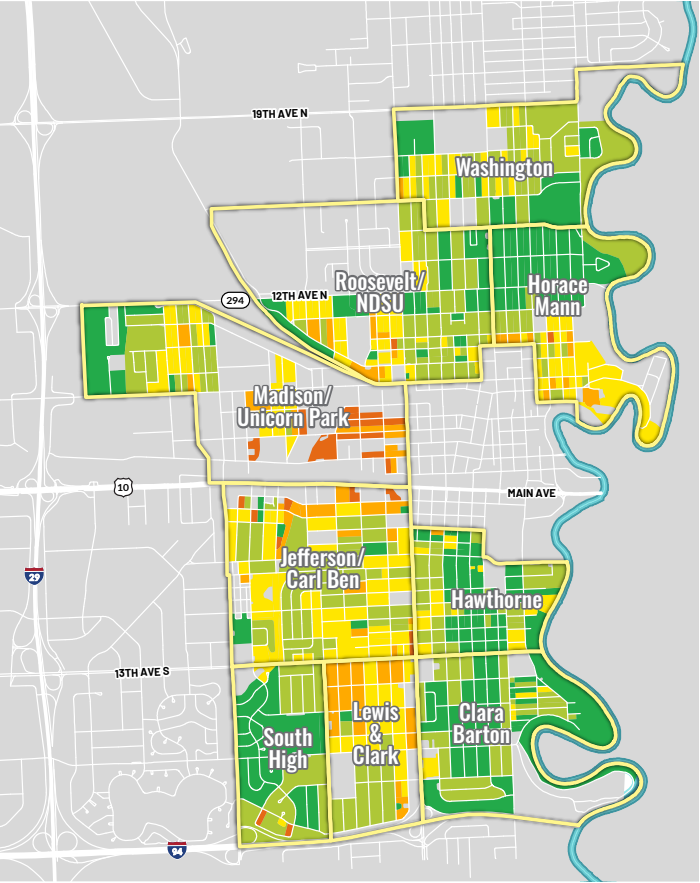 19TH AVE N
Washington
Roosevelt/
NDSU
Horace
Mann
12TH AVE N
294
Madison/
Unicorn Park
10
MAIN AVE
Jefferson/
Carl Ben
29
Hawthorne
13TH AVE S
South
High
Lewis
&
Clark
Clara
Barton
94